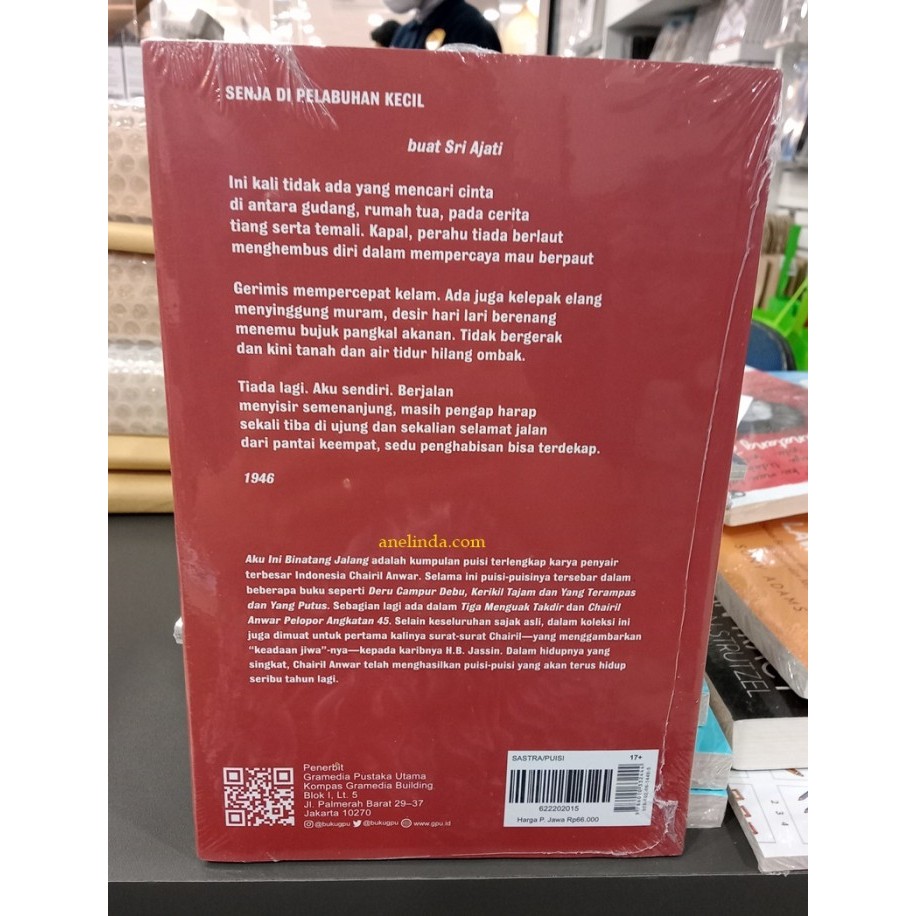 SENJA DI PELABUHAN KECIL
buat Sri Ajati
Ini kali tidak ada yang mencari cinta
di antara gudang, rumah tua, pada cerita
tiang serta temali. Kapal, perahu tiada berlaut
menghembus diri dalam mempercaya mau berpaut
Gerimis mempercepat kelam. Ada juga kelepak elang
menyinggung muram, desir hari lari berenang
menemu bujuk pangkal akanan. Tidak bergerak
dan kini tanah dan air tidur hilang ombak.
Tiada lagi. Aku sendiri. Berjalan
menyisir semenanjung, masih pengap harap
sekali tiba di ujung dan sekalian selamat jalan
dari pantai keempat, sedu penghabisan bisa terdekap.
1946
anelinda.com
Aku Ini Binatang Jalang adalah kumpulan puisi terlengkap karya penyair
terbesar Indonesia Chairil Anwar. Selama ini puisi-puisinya tersebar dalam
beberapa buku seperti Deru Campur Debu, Kerikil Tajam dan Yang Terampas
dan Yang Putus. Sebagian lagi ada dalam Tiga Menguak Takdir dan Chairil
Anwar Pelopor Angkatan 45. Selain keseluruhan sajak asli, dalam koleksi ini
juga dimuat untuk pertama kalinya surat-surat Chairil—yang menggambarkan
"keadaan jiwa"-nya—kepada karibnya H.B. Jassin. Dalam hidupnya yang
singkat, Chairil Anwar telah menghasilkan puisi-puisi yang akan terus hidup
seribu tahun lagi.
Penerbit
Gramedia Pustaka Utama
Kompas Gramedia Building
Blok I, Lt. 5
Jl. Palmerah Barat 29–37
Jakarta 10270
@bukugpu @bukugpu www.gpu.id
SASTRA/PUISI 17+
622202015
Harga P. Jawa Rp66.000
ADAMS
STRUTZEL
2 3
3 4